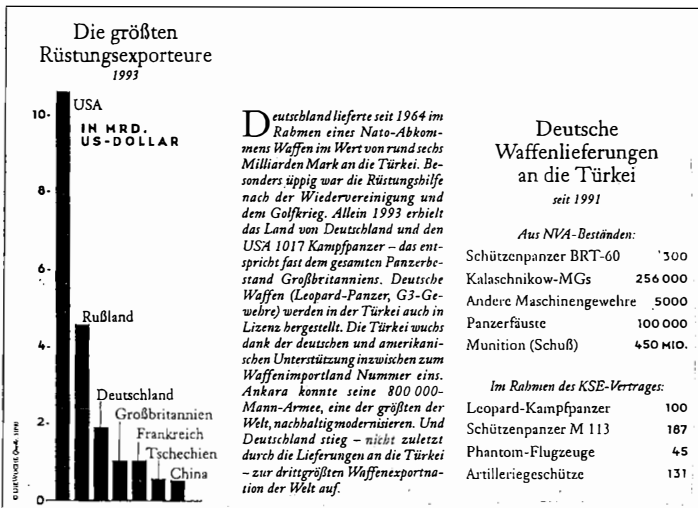 Die größten
Rüstungsexporteure
1993
USA
IN MRD.
US-DOLLAR
10-
8-
6-
4-
2-
0-
Rußland
Deutschland
Großbritannien
Frankreich
Tschechien
China
Deutschland lieferte seit 1964 im
Rahmen eines Nato-Abkom-
mens Waffen im Wert von rund sechs
Milliarden Mark an die Türkei. Be-
sonders üppig war die Rüstungshilfe
nach der Wiedervereinigung und
dem Golfkrieg. Allein 1993 erhielt
das Land von Deutschland und den
USA 1017 Kampfpanzer – das ent-
spricht fast dem gesamten Panzerbe-
stand Großbritanniens. Deutsche
Waffen (Leopard-Panzer, G3-Ge-
wehre) werden in der Türkei auch in
Lizenz hergestellt. Die Türkei wuchs
dank der deutschen und amerikani-
schen Unterstützung inzwischen zum
Waffenimportland Nummer eins.
Ankara konnte seine 800 000-
Mann-Armee, eine der größten der
Welt, nachhaltig modernisieren. Und
Deutschland stieg – nicht zuletzt
durch die Lieferungen an die Türkei
– zur drittgrößten Waffenexportna-
tion der Welt auf.
Deutsche
Waffenlieferungen
an die Türkei
seit 1991
Aus NVA-Beständen:
Schützenpanzer BRT-60 300
Kalaschnikow-MGs 256 000
Andere Maschinengewehre 5000
Panzerfäuste 100 000
Munition (Schuß) 450 MIO.
Im Rahmen des KSE-Vertrages:
Leopard-Kampfpanzer 100
Schützenpanzer M 113 187
Phantom-Flugzeuge 45
Artilleriegeschütze 131